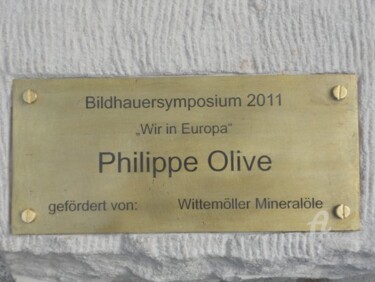 Bildhauersymposium 2011
„Wir in Europa“
Philippe Olive
gefördert von: Wittemöller Mineralöle